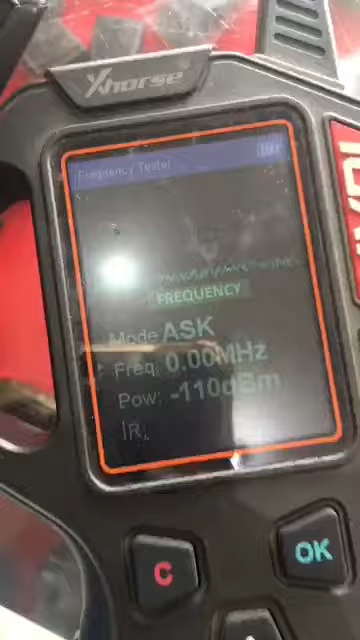 Xhorse
Frequency Tester
FREQUENCY
Mode ASK
Freq: 0.00MHz
Pow: -110dBm
IR:
C
OK